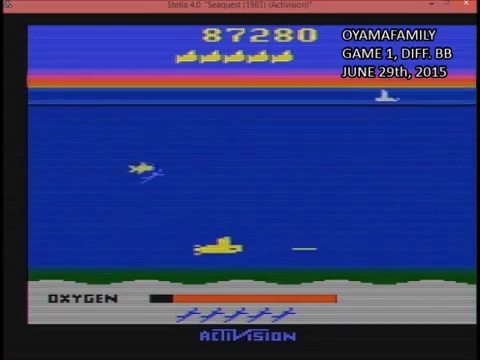 Stella 4.0: "Seaquest (1983) (Activision)"
87280
OYAMAFAMILY
GAME 1, DIFF. BB
JUNE 29th, 2015
OXYGEN
ACTIVISION